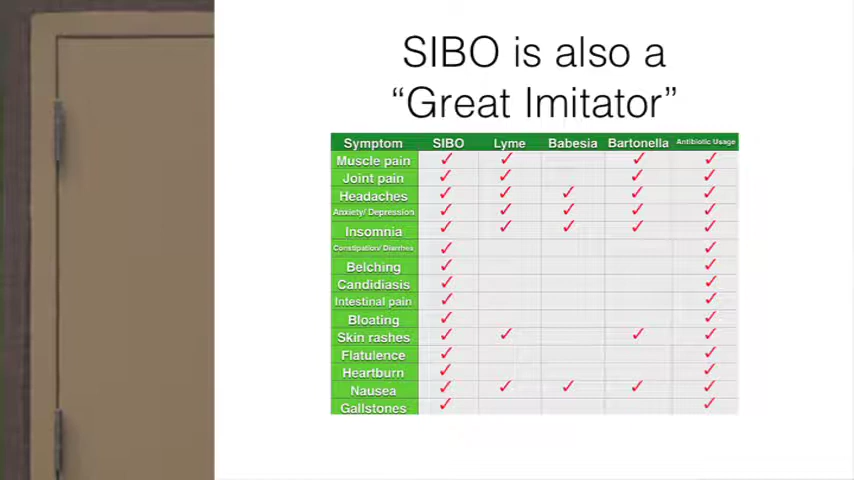 SIBO is also a
“Great Imitator”
Symptom SIBO Lyme Babesia Bartonella Antibiotic Usage
Muscle pain ✓ ✓ ✓ ✓
Joint pain ✓ ✓ ✓ ✓
Headaches ✓ ✓ ✓ ✓ ✓
Anxiety/ Depression ✓ ✓ ✓ ✓ ✓
Insomnia ✓ ✓ ✓ ✓ ✓
Constipation/ Diarrhea ✓ ✓
Belching ✓ ✓
Candidiasis ✓ ✓
Intestinal pain ✓ ✓
Bloating ✓ ✓
Skin rashes ✓ ✓ ✓ ✓
Flatulence ✓ ✓
Heartburn ✓ ✓
Nausea ✓ ✓ ✓ ✓ ✓
Gallstones ✓ ✓